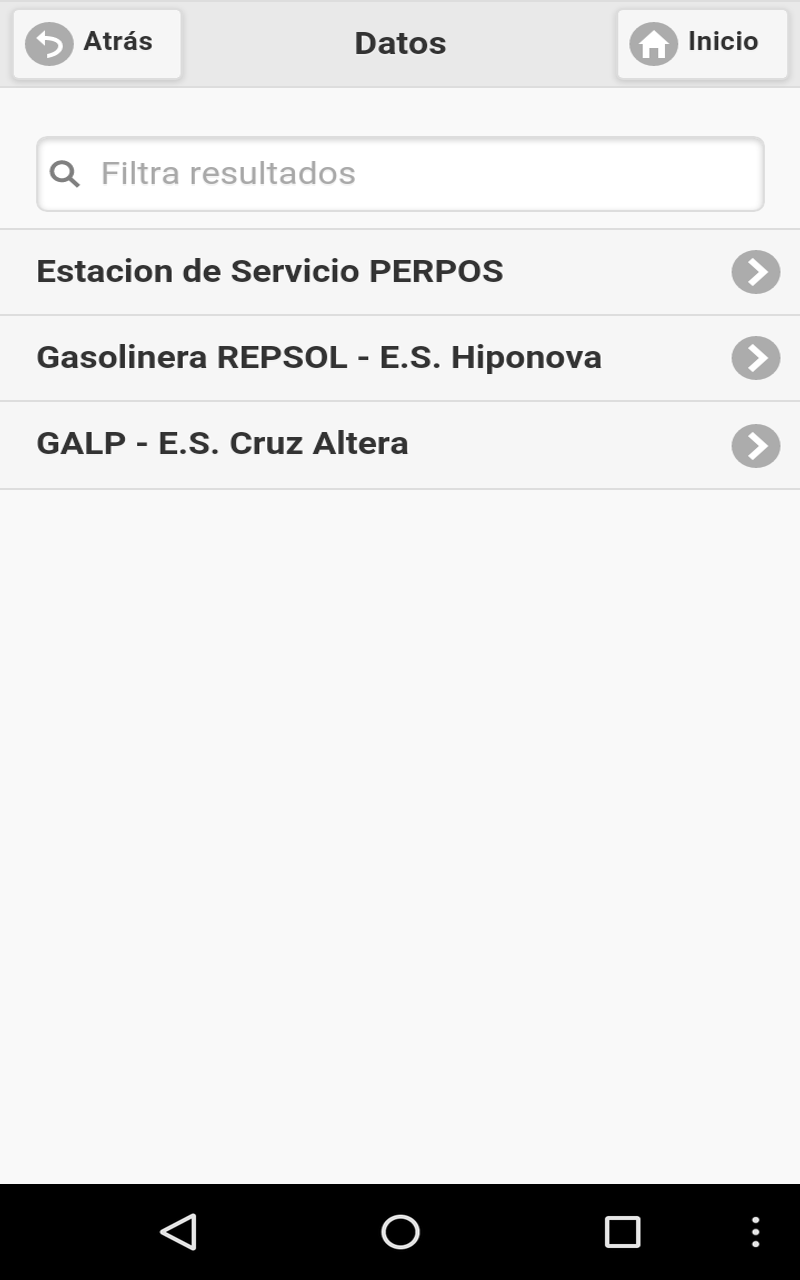 Atrás
Datos
Inicio
Filtra resultados
Estacion de Servicio PERPOS
Gasolinera REPSOL - E.S. Hiponova
GALP - E.S. Cruz Altera